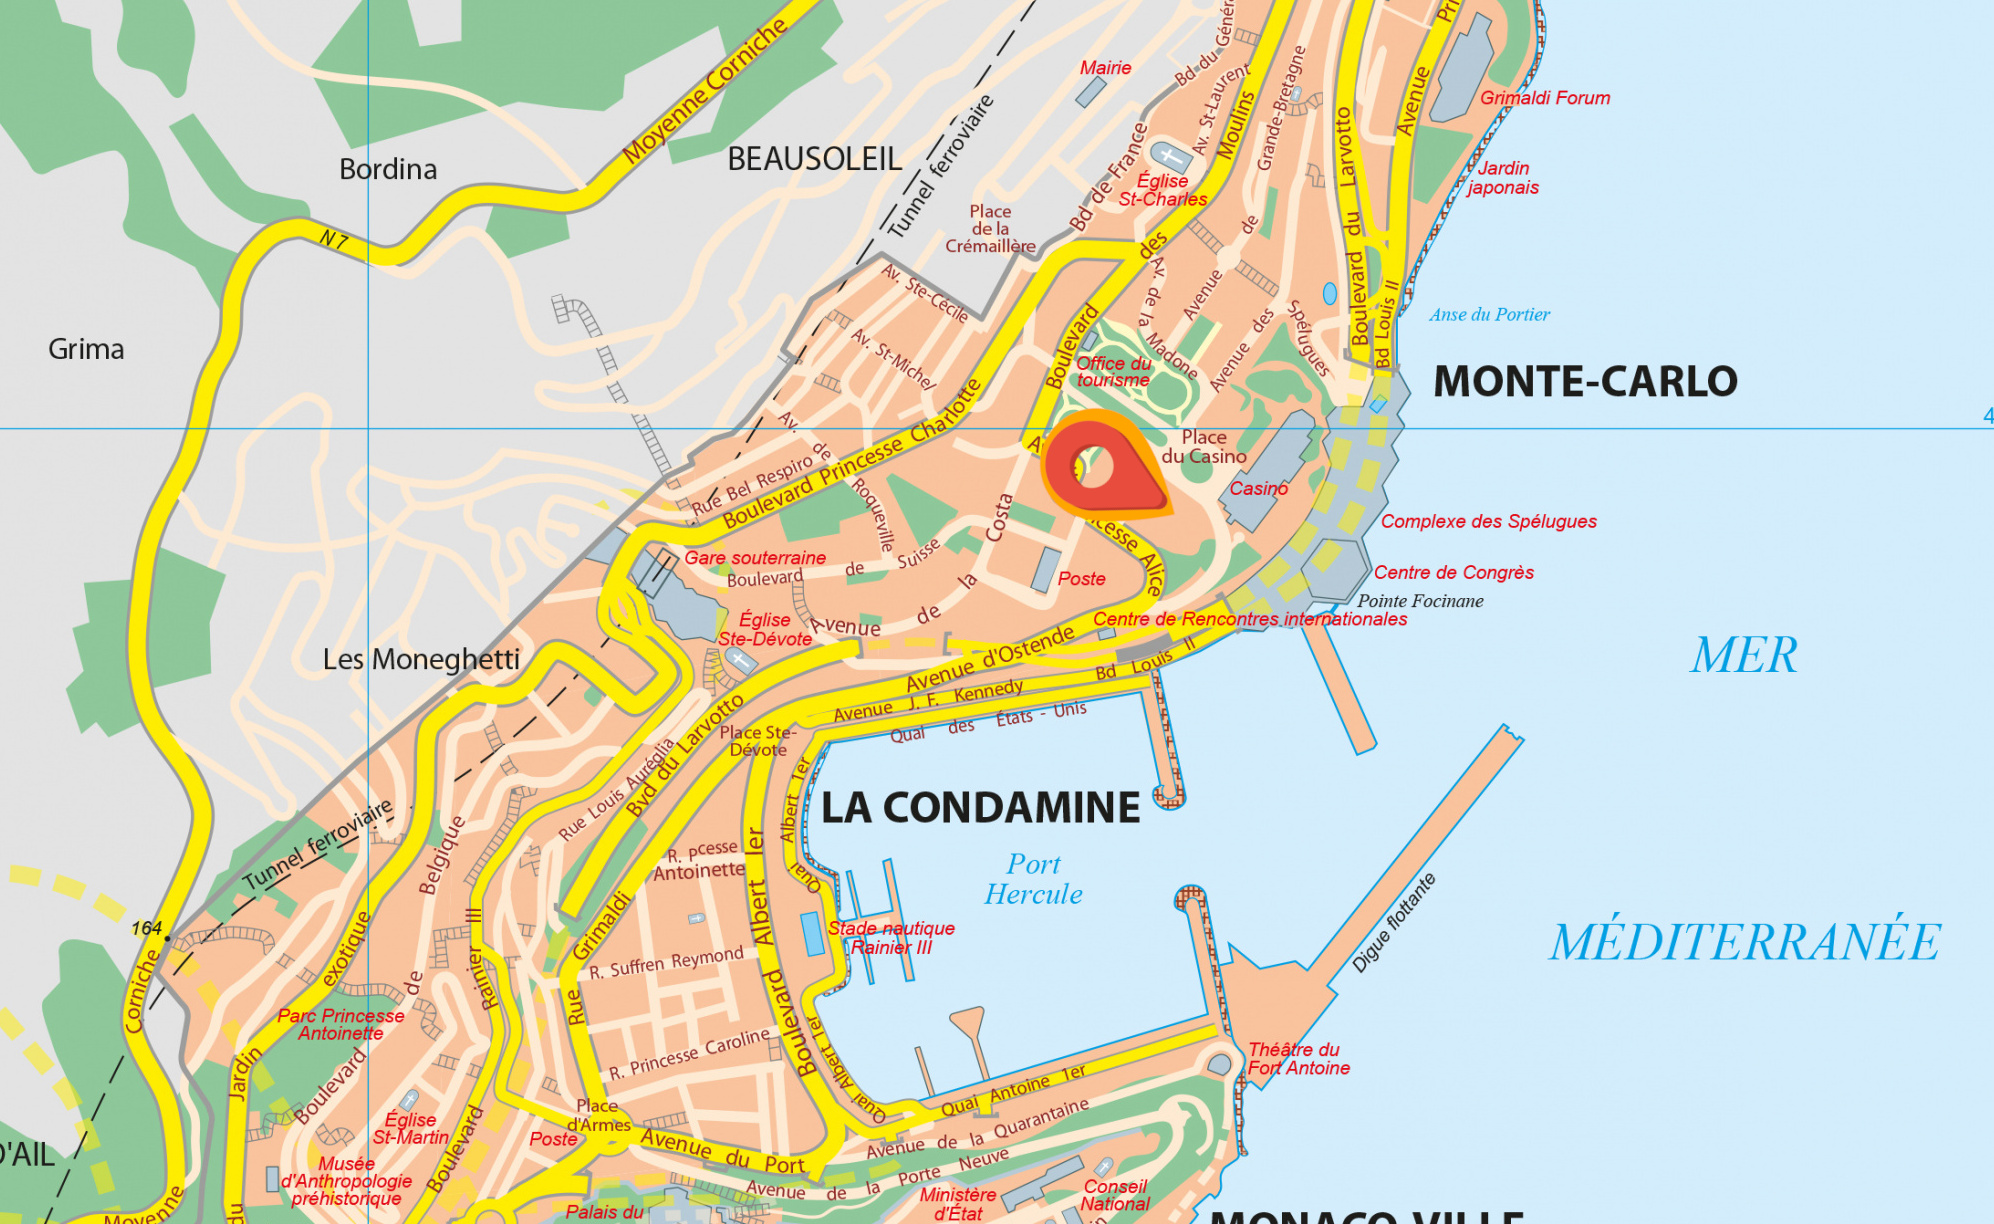 Moyenne Corniche
Mairie
Bd du Génér
Av. St-Laurent
Moulins
Grande-Bretagne
Larvotto
Avenue
Pri
Grimaldi Forum
Bordina
BEAUSOLEIL
Tunnel ferroviaire
Bd de France
Église
St-Charles
Jardin
japonais
N 7
Place
de la
Crémaillère
des
de
du
Av. Ste-Cécile
Av. de la
Madone
Avenue
Boulevard
Bd Louis II
Anse du Portier
Grima
Av. St-Michel
Boulevard
Office du
tourisme
Avenue des
Spélugues
MONTE-CARLO
4
Av. de
Roqueville
Boulevard Princesse Charlotte
Rue Bel Respiro
Place
du Casino
Casino
Costa
Complexe des Spélugues
Gare souterraine
Boulevard de Suisse
Poste
cesse Alice
Centre de Congrès
Pointe Focinane
Centre de Rencontres internationales
Église
Ste-Dévote
Avenue de la
Les Moneghetti
Avenue d'Ostende
Bd Louis II
MER
Avenue J. F. Kennedy
Quai des États - Unis
Place Ste-
Dévote
Bvd du Larvotto
Rue Louis Auréglia
Albert 1er
LA CONDAMINE
Tunnel ferroviaire
Belgique
R. Pcesse
Antoinette
Port
Hercule
Quai
Albert Ier
164
exotique
Rainier III
Grimaldi
Stade nautique
Rainier III
Digue flottante
MÉDITERRANÉE
Corniche
R. Suffren Reymond
de
Rue
Boulevard
Parc Princesse
Antoinette
Jardin
Boulevard
R. Princesse Caroline
Albert 1er
Quai
Théâtre du
Fort Antoine
Quai Antoine 1er
Église
St-Martin
Place
d'Armes
Poste
Avenue du Port
Avenue de la Quarantaine
D'AIL
Musée
d'Anthropologie
préhistorique
Boulevard
Avenue de la Porte Neuve
Ministère
d'État
Conseil
National
Moyenne
du
Palais du
MONACO-VILLE